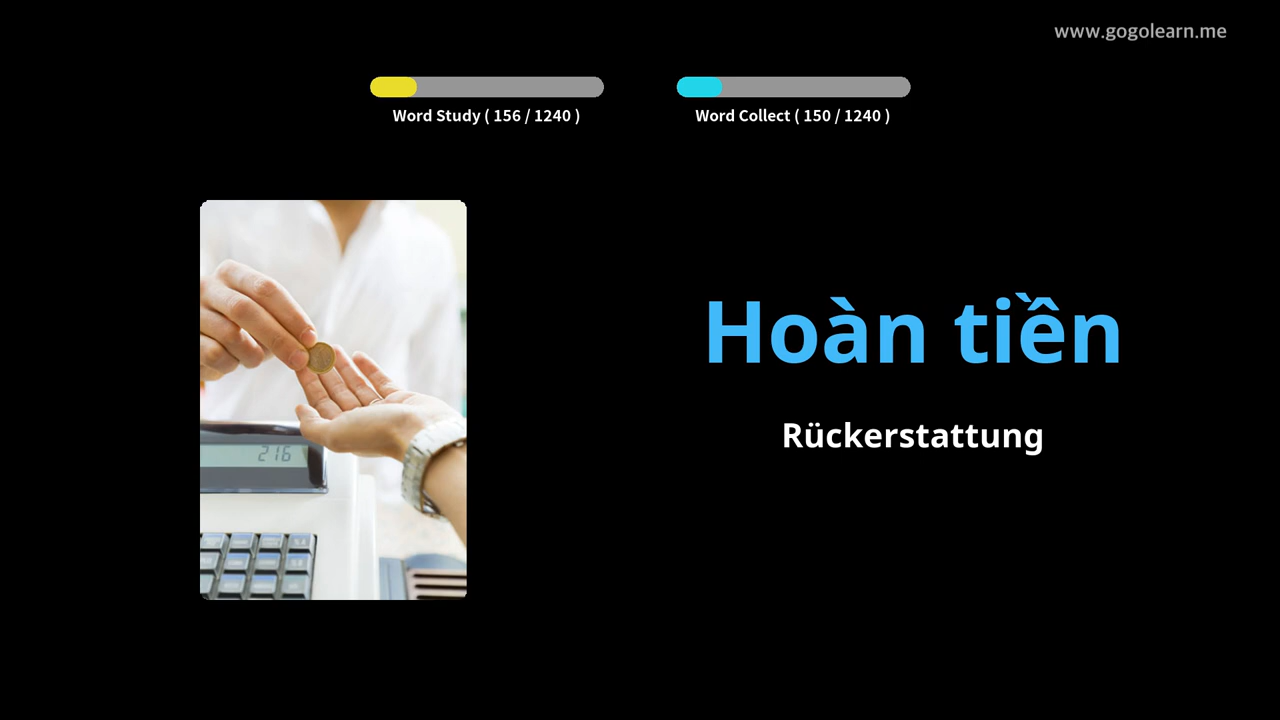 www.gogolearn.me
Word Study ( 156 / 1240 )
Word Collect ( 150 / 1240 )
Hoàn tiền
Rückerstattung
216